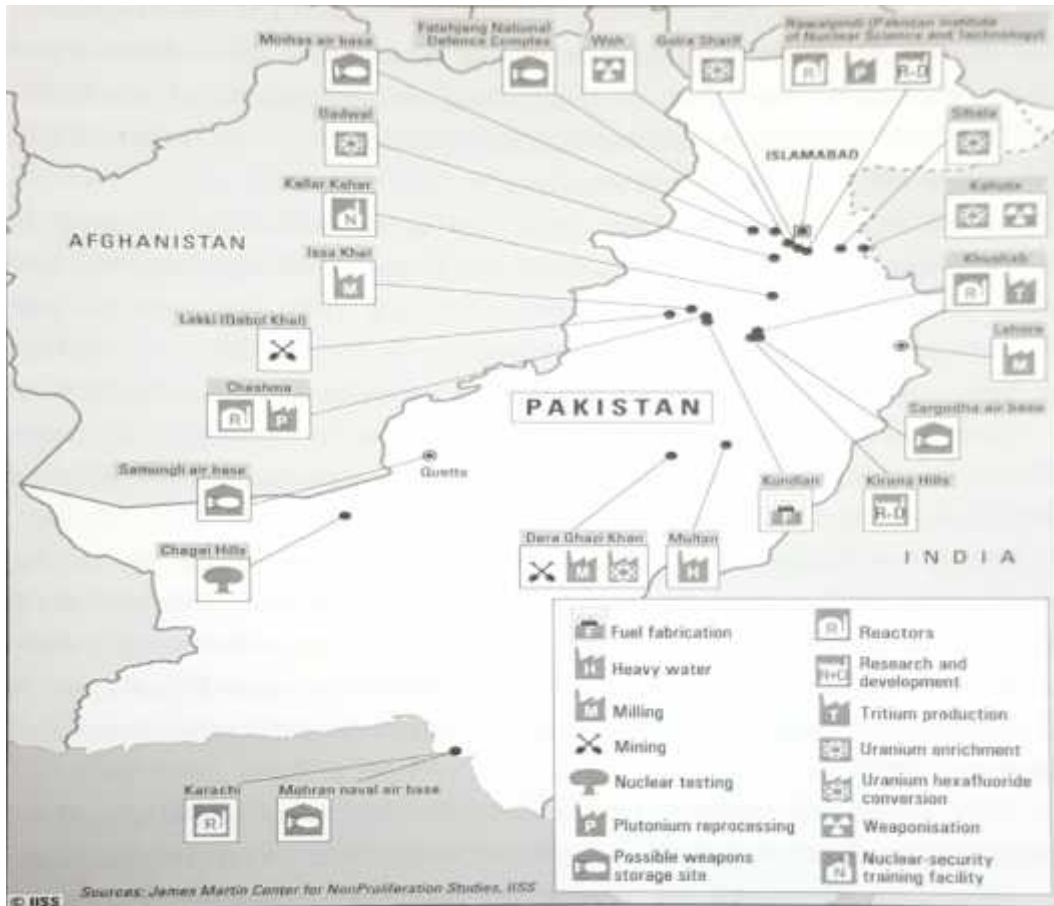 Minhas air base
Fatehjang National
Defence Complex
Wah
Golra Sharif
Rawalpindi (Pakistan Institute
of Nuclear Science and Technology)
R
P
R-D
Gadwal
ISLAMABAD
Sihala
Kallar Kahar
N
Kahuta
AFGHANISTAN
Issa Khel
M
Khushab
R
T
Lakki (Qabul Khel)
Lahore
M
Chashma
R
P
PAKISTAN
Sargodha air base
Samungli air base
Quetta
Kundian
Kirana Hills
R-D
Chagai Hills
Dera Ghazi Khan
M
Multan
H
INDIA
Fuel fabrication
H
Heavy water
M
Milling
Mining
Nuclear testing
P
Plutonium reprocessing
Possible weapons
storage site
R
Reactors
R+D
Research and
development
T
Tritium production
Uranium enrichment
Uranium hexafluoride
conversion
Weaponisation
N
Nuclear-security
training facility
Karachi
R
Mehran naval air base
Sources: James Martin Center for NonProliferation Studies, IISS
© IISS